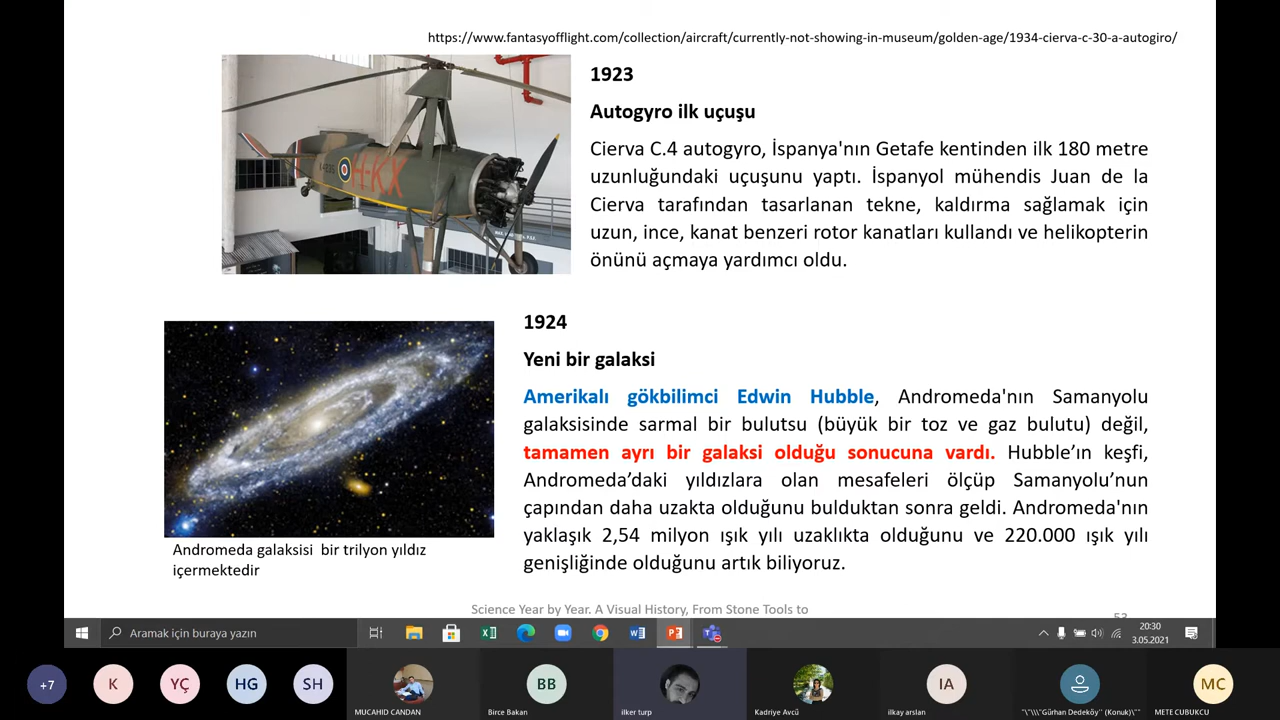 https://www.fantasyofflight.com/collection/aircraft/currently-not-showing-in-museum/golden-age/1934-cierva-c-30-a-autogiro/
1923
Autogyro ilk uçuşu
Cierva C.4 autogyro, İspanya'nın Getafe kentinden ilk 180 metre
uzunluğundaki uçuşunu yaptı. İspanyol mühendis Juan de la
Cierva tarafından tasarlanan tekne, kaldırma sağlamak için
uzun, ince, kanat benzeri rotor kanatları kullandı ve helikopterin
önünü açmaya yardımcı oldu.
H-KX
1924
Yeni bir galaksi
Amerikalı gökbilimci Edwin Hubble, Andromeda'nın Samanyolu
galaksisinde sarmal bir bulutsu (büyük bir toz ve gaz bulutu) değil,
tamamen ayrı bir galaksi olduğu sonucuna vardı. Hubble’ın keşfi,
Andromeda’daki yıldızlara olan mesafeleri ölçüp Samanyolu’nun
çapından daha uzakta olduğunu bulduktan sonra geldi. Andromeda'nın
yaklaşık 2,54 milyon ışık yılı uzaklıkta olduğunu ve 220.000 ışık yılı
genişliğinde olduğunu artık biliyoruz.
Andromeda galaksisi bir trilyon yıldız
içermektedir
Science Year by Year. A Visual History, From Stone Tools to
53
Aramak için buraya yazın
20:30
3.05.2021
+7
K
YÇ
HG
SH
MUCAHID CANDAN
BB
Birce Bakan
ilker turp
Kadriye Avcû
IA
ilkay arslan
"\"\\\"Gürhan Dedeköy" (Konuk)\""
MC
METE CUBUKCU